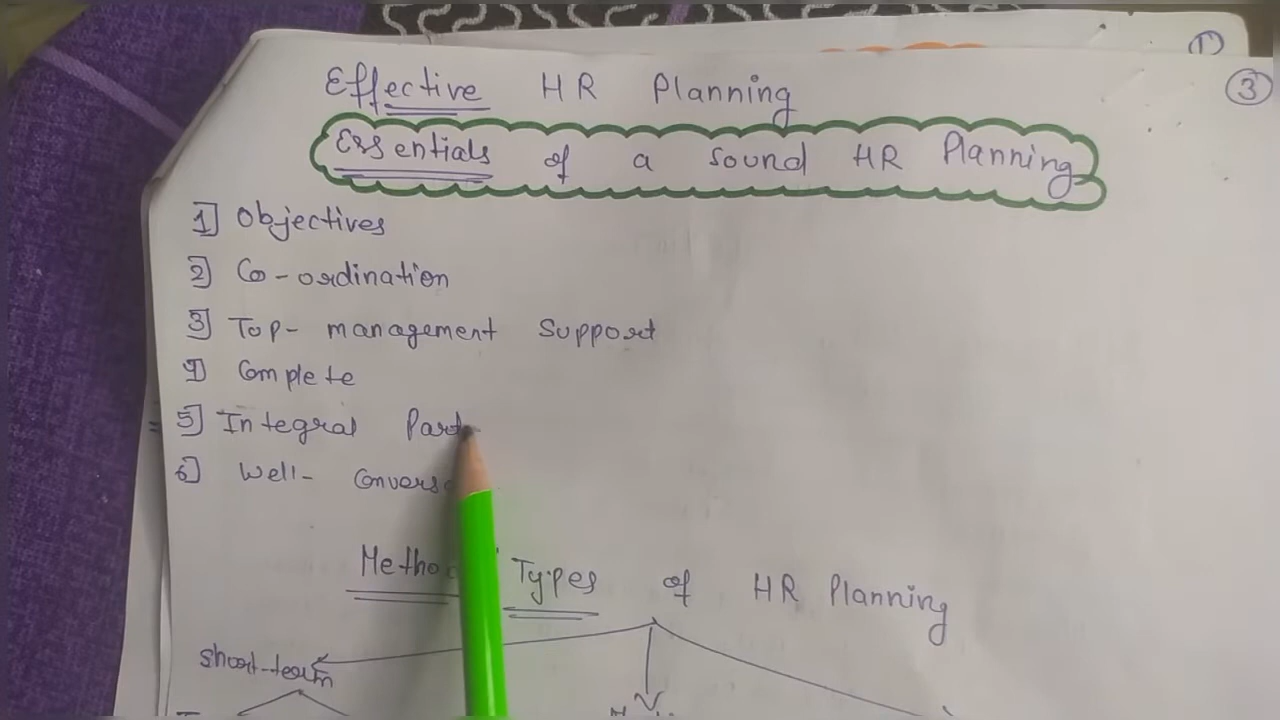 ①
③
Effective HR Planning
Essentials of a sound HR Planning
1] Objectives
2] Co-ordination
3] Top-management Support
4] Complete
5] Integral Part
6] Well-
Types of HR Planning
Short-term